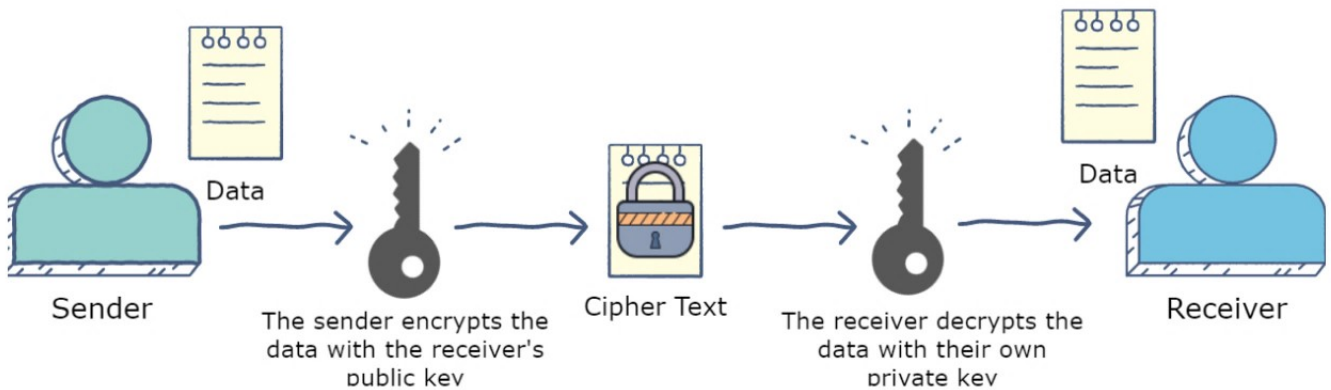 Data
Sender
The sender encrypts the
data with the receiver's
public key
Cipher Text
The receiver decrypts the
data with their own
private key
Data
Receiver